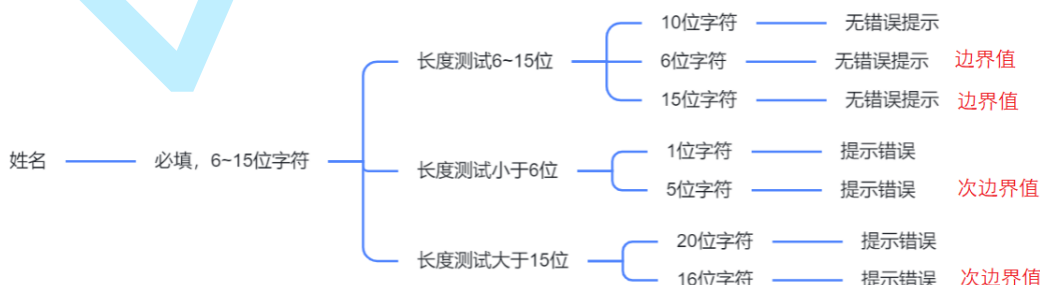 10位字符 无错误提示
长度测试6~15位 6位字符 无错误提示 边界值
15位字符 无错误提示 边界值
姓名 必填，6~15位字符
1位字符 提示错误
长度测试小于6位
5位字符 提示错误 次边界值
20位字符 提示错误
长度测试大于15位
16位字符 提示错误 次边界值